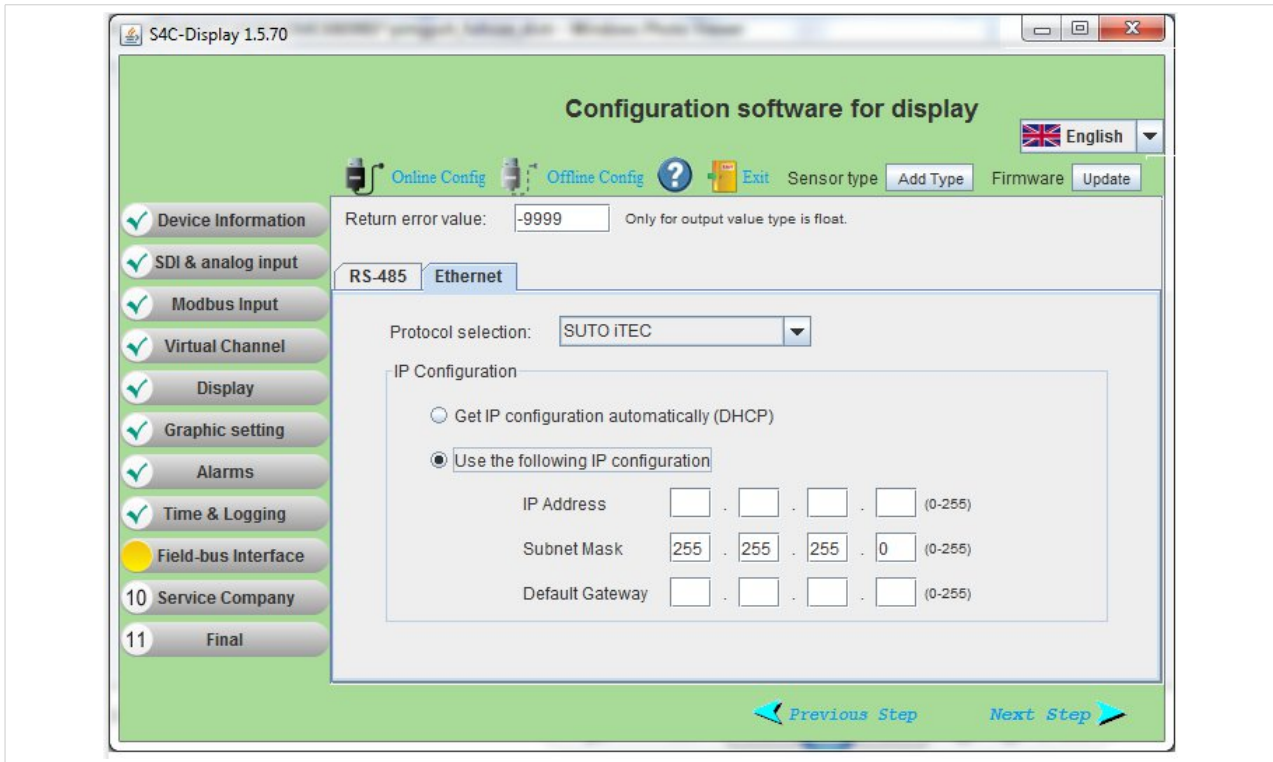 S4C-Display 1.5.70
Configuration software for display
English
Online Config Offline Config ? Exit Sensor type Add Type Firmware Update
Device Information
SDI & analog input
Modbus Input
Virtual Channel
Display
Graphic setting
Alarms
Time & Logging
Field-bus Interface
10 Service Company
11 Final
Return error value: -9999 Only for output value type is float.
RS-485 Ethernet
Protocol selection: SUTO iTEC
IP Configuration
Get IP configuration automatically (DHCP)
Use the following IP configuration
IP Address . . . (0-255)
Subnet Mask 255 . 255 . 255 . 0 (0-255)
Default Gateway . . . (0-255)
Previous Step Next Step